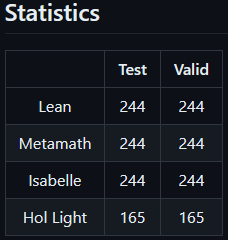 Statistics
Test Valid
Lean 244 244
Metamath 244 244
Isabelle 244 244
Hol Light 165 165